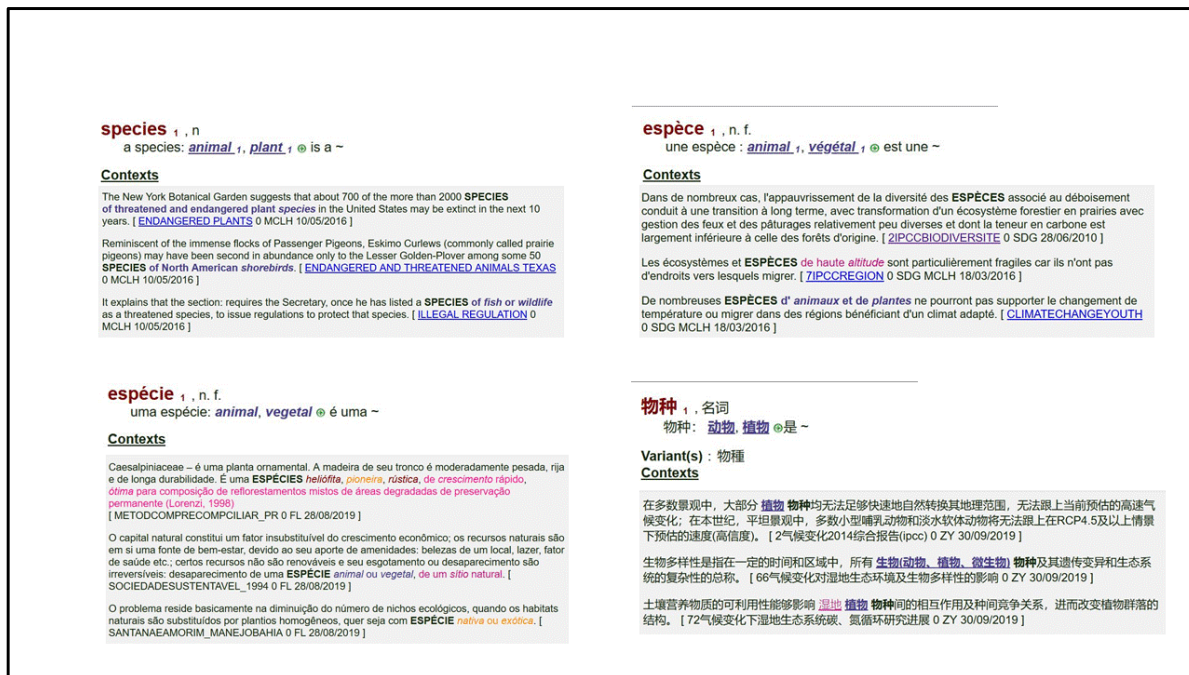 species 1 , n
a species: animal 1, plant 1 is a ~
Contexts
The New York Botanical Garden suggests that about 700 of the more than 2000 SPECIES
of threatened and endangered plant species in the United States may be extinct in the next 10
years. [ ENDANGERED PLANTS 0 MCLH 10/05/2016 ]
Reminiscent of the immense flocks of Passenger Pigeons, Eskimo Curlews (commonly called prairie
pigeons) may have been second in abundance only to the Lesser Golden-Plover among some 50
SPECIES of North American shorebirds. [ ENDANGERED AND THREATENED ANIMALS TEXAS
0 MCLH 10/05/2016 ]
It explains that the section: requires the Secretary, once he has listed a SPECIES of fish or wildlife
as a threatened species, to issue regulations to protect that species. [ ILLEGAL REGULATION 0
MCLH 10/05/2016 ]
espèce 1 , n. f.
une espèce : animal 1, végétal 1 est une ~
Contexts
Dans de nombreux cas, l'appauvrissement de la diversité des ESPÈCES associé au déboisement
conduit à une transition à long terme, avec transformation d'un écosystème forestier en prairies avec
gestion des feux et des pâturages relativement peu diverses et dont la teneur en carbone est
largement inférieure à celle des forêts d'origine. [ 2IPCCBIODIVERSITE 0 SDG 28/06/2010 ]
Les écosystèmes et ESPÈCES de haute altitude sont particulièrement fragiles car ils n'ont pas
d'endroits vers lesquels migrer. [ 7IPCCREGION 0 SDG MCLH 18/03/2016 ]
De nombreuses ESPÈCES d' animaux et de plantes ne pourront pas supporter le changement de
température ou migrer dans des régions bénéficiant d'un climat adapté. [ CLIMATECHANGEYOUTH
0 SDG MCLH 18/03/2016 ]
espécie 1 , n. f.
uma espécie: animal, vegetal é uma ~
Contexts
Caesalpiniaceae – é uma planta ornamental. A madeira de seu tronco é moderadamente pesada, rija
e de longa durabilidade. É uma ESPÉCIES heliófita, pioneira, rústica, de crescimento rápido,
ótima para composição de reflorestamentos mistos de áreas degradadas de preservação
permanente (Lorenzi, 1998)
[ METODCOMPRECOMPCILIAR_PR 0 FL 28/08/2019 ]
O capital natural constitui um fator insubstituível do crescimento econômico; os recursos naturais são
em si uma fonte de bem-estar, devido ao seu aporte de amenidades: belezas de um local, lazer, fator
de saúde etc.; certos recursos não são renováveis e seu esgotamento ou desaparecimento são
irreversíveis: desaparecimento de uma ESPÉCIE animal ou vegetal, de um sítio natural. [
SOCIEDADESUSTENTAVEL_1994 0 FL 28/08/2019 ]
O problema reside basicamente na diminuição do número de nichos ecológicos, quando os habitats
naturais são substituídos por plantios homogêneos, quer seja com ESPÉCIE nativa ou exótica. [
SANTANAEAMORIM_MANEJOBAHIA 0 FL 28/08/2019 ]
物种 1 , 名词
物种： 动物, 植物 是 ~
Variant(s) : 物種
Contexts
在多数景观中，大部分 植物 物种均无法足够快速地自然转换其地理范围，无法跟上当前预估的高速气
候变化；在本世纪，平坦景观中，多数小型哺乳动物和淡水软体动物将无法跟上在RCP4.5及以上情景
下预估的速度(高信度)。 [ 2气候变化2014综合报告(ipcc) 0 ZY 30/09/2019 ]
生物多样性是指在一定的时间和区域中，所有 生物(动物、植物、微生物) 物种及其遗传变异和生态系
统的复杂性的总称。 [ 66气候变化对湿地生态环境及生物多样性的影响 0 ZY 30/09/2019 ]
土壤营养物质的可利用性能够影响 湿地 植物 物种间的相互作用及种间竞争关系，进而改变植物群落的
结构。 [ 72气候变化下湿地生态系统碳、氮循环研究进展 0 ZY 30/09/2019 ]